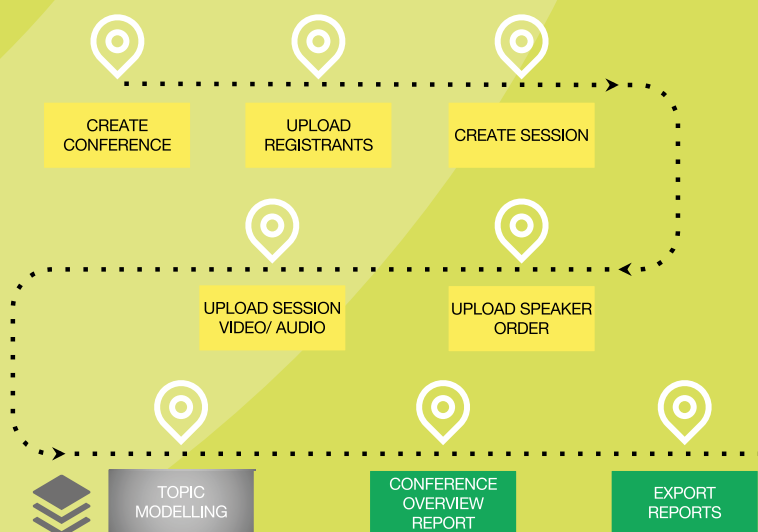 CREATE
CONFERENCE
UPLOAD
REGISTRANTS
CREATE SESSION
UPLOAD SPEAKER
ORDER
UPLOAD SESSION
VIDEO/ AUDIO
TOPIC
MODELLING
CONFERENCE
OVERVIEW
REPORT
EXPORT
REPORTS